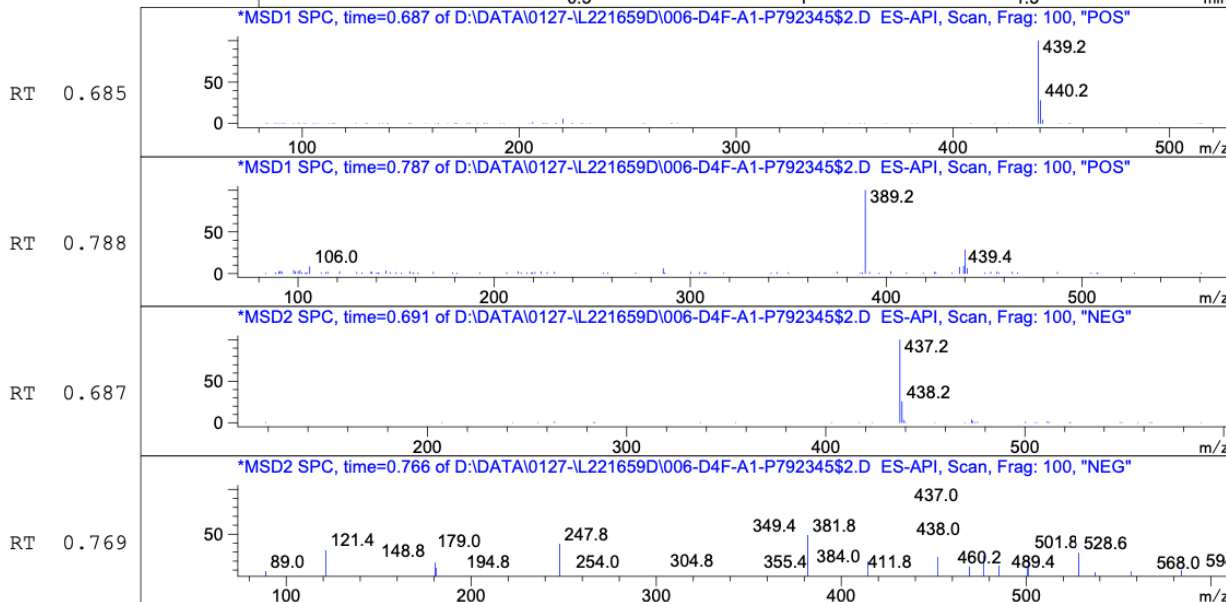 *MSD1 SPC, time=0.687 of D:\DATA\0127-\L221659D\006-D4F-A1-P792345$2.D ES-API, Scan, Frag: 100, "POS"
RT 0.685
439.2
440.2
50
0
100 200 300 400 500 m/z
*MSD1 SPC, time=0.787 of D:\DATA\0127-\L221659D\006-D4F-A1-P792345$2.D ES-API, Scan, Frag: 100, "POS"
RT 0.788
389.2
439.4
106.0
50
0
100 200 300 400 500 m/z
*MSD2 SPC, time=0.691 of D:\DATA\0127-\L221659D\006-D4F-A1-P792345$2.D ES-API, Scan, Frag: 100, "NEG"
RT 0.687
437.2
438.2
50
0
200 300 400 500 m/z
*MSD2 SPC, time=0.766 of D:\DATA\0127-\L221659D\006-D4F-A1-P792345$2.D ES-API, Scan, Frag: 100, "NEG"
RT 0.769
437.0
50 121.4 148.8 179.0 247.8 349.4 381.8 438.0 501.8 528.6
89.0 194.8 254.0 304.8 355.4 384.0 411.8 460.2 489.4 568.0
100 200 300 400 500 m/z